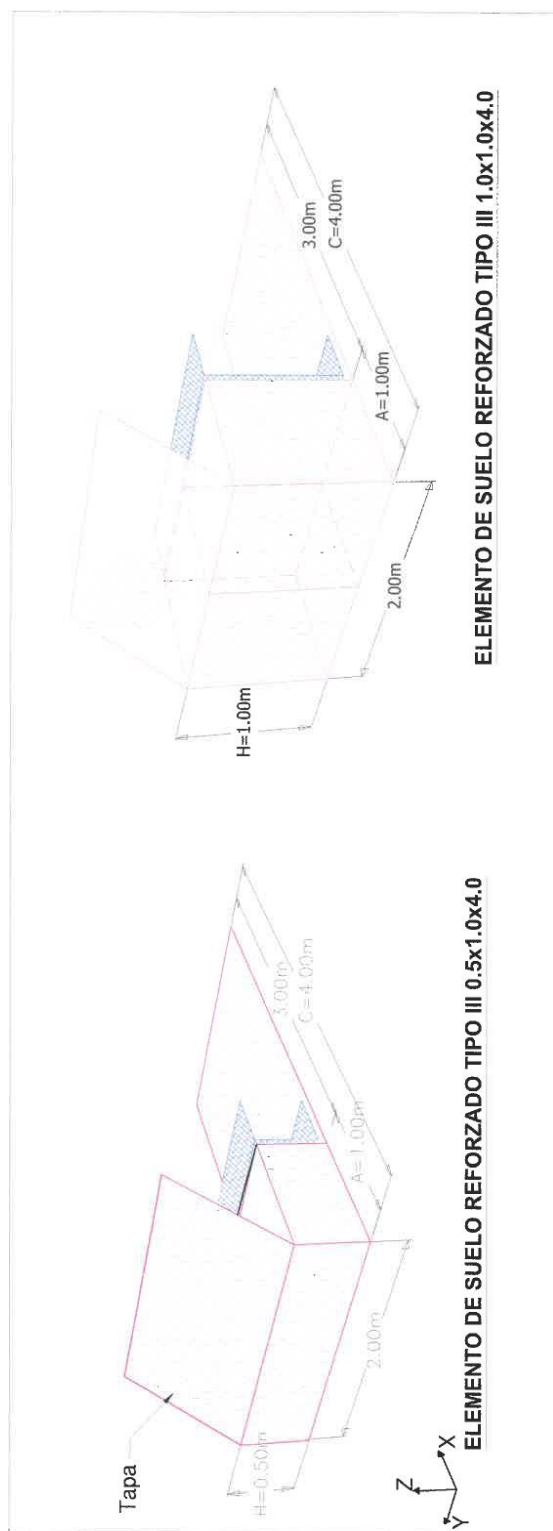 Tapa
H=0.50m
2.00m
A=1.00m
3.00m
C=4.00m
Z
Y
X
ELEMENTO DE SUELO REFORZADO TIPO III 0.5x1.0x4.0
H=1.00m
2.00m
A=1.00m
3.00m
C=4.00m
ELEMENTO DE SUELO REFORZADO TIPO III 1.0x1.0x4.0